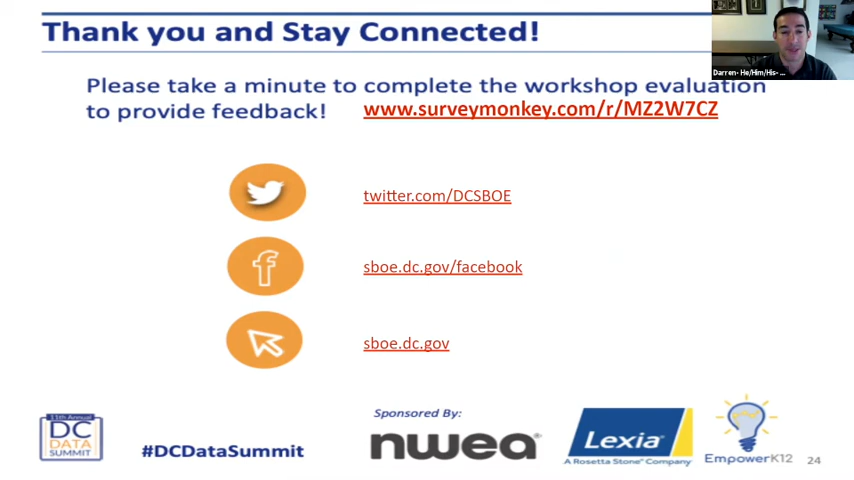 Thank you and Stay Connected!
Darren- He/Him/His- ...
Please take a minute to complete the workshop evaluation
to provide feedback! www.surveymonkey.com/r/MZ2W7CZ
twitter.com/DCSBOE
sboe.dc.gov/facebook
sboe.dc.gov
11th Annual
DC
DATA
SUMMIT
#DCDataSummit
Sponsored By:
nwea
Lexia
A Rosetta Stone Company
EmpowerK12
24